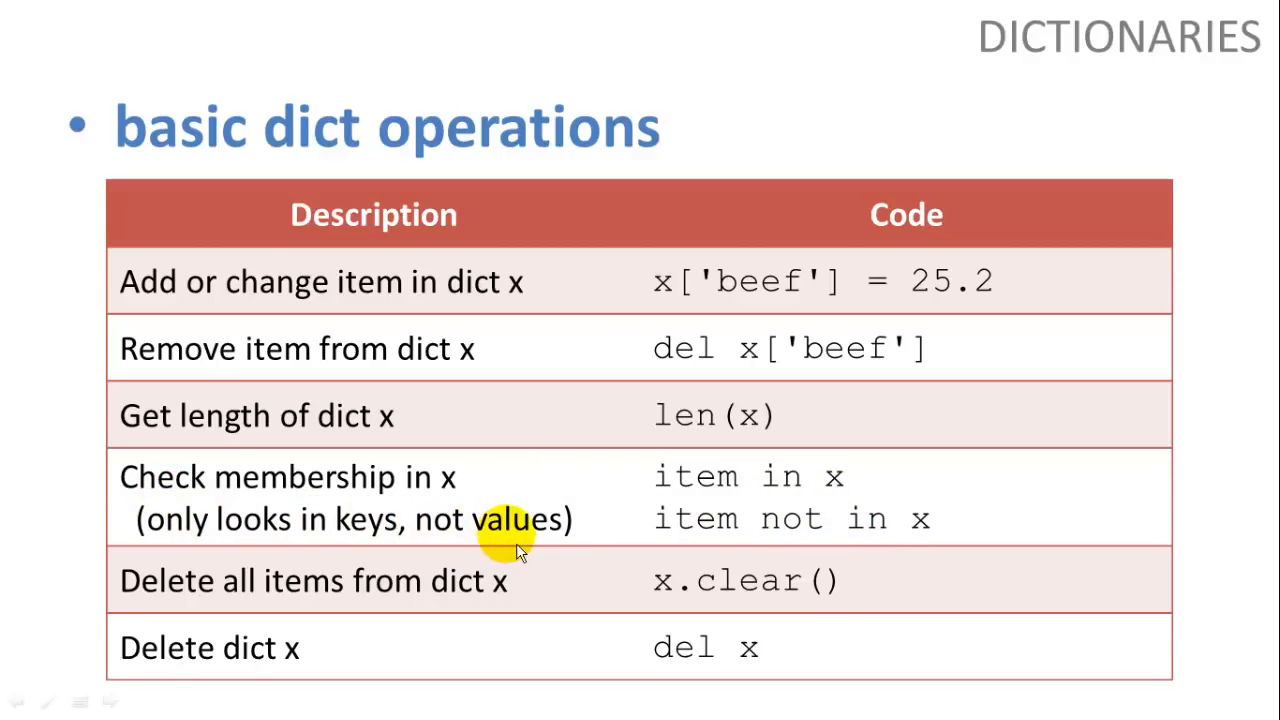 DICTIONARIES
• basic dict operations
Description Code
Add or change item in dict x x['beef'] = 25.2
Remove item from dict x del x['beef']
Get length of dict x len(x)
Check membership in x item in x
(only looks in keys, not values) item not in x
Delete all items from dict x x.clear()
Delete dict x del x